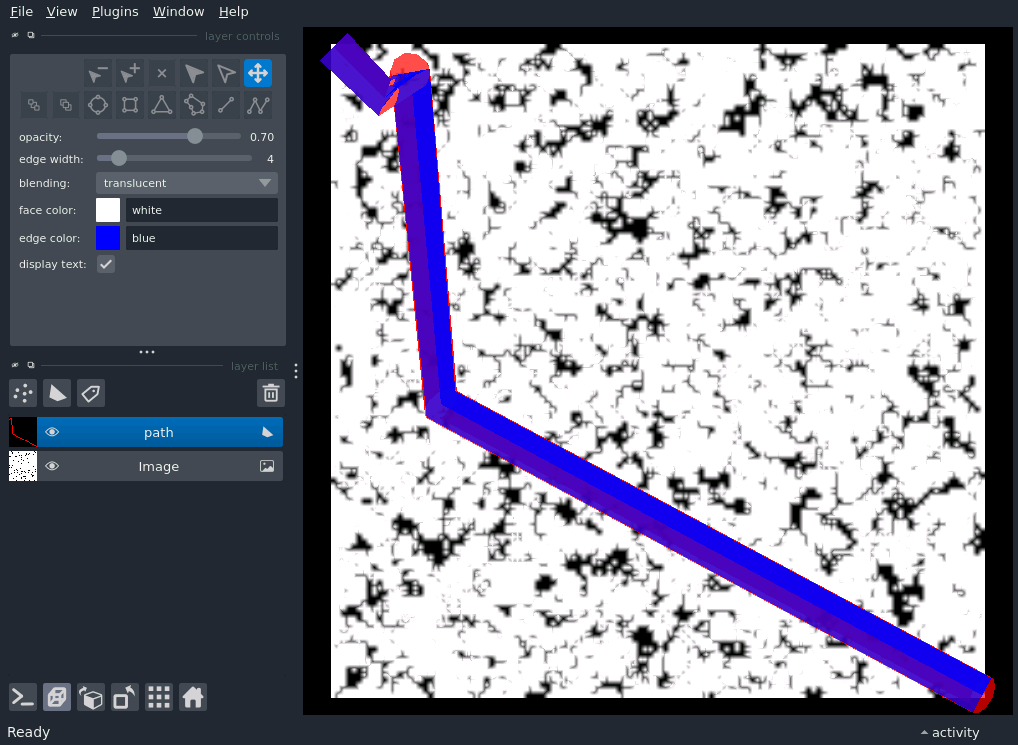 File View Plugins Window Help
layer controls
opacity: 0.70
edge width: 4
blending: translucent
face color: white
edge color: blue
display text:
layer list
path
Image
Ready activity